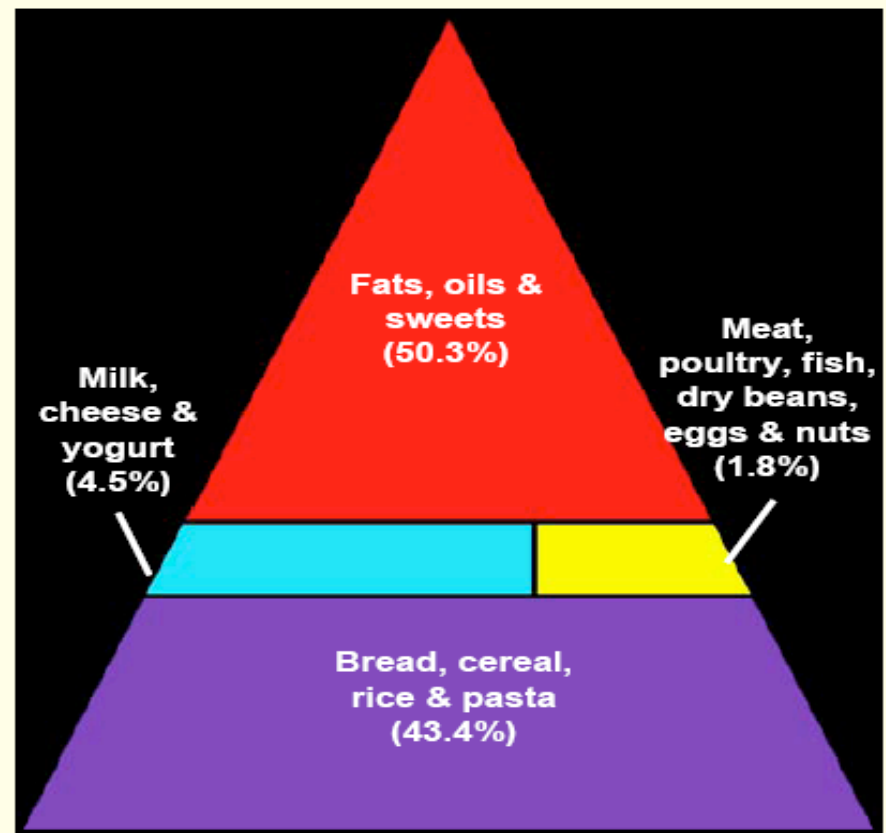 Fats, oils &
sweets
(50.3%)
Milk,
cheese &
yogurt
(4.5%)
Meat,
poultry, fish,
dry beans,
eggs & nuts
(1.8%)
Bread, cereal,
rice & pasta
(43.4%)